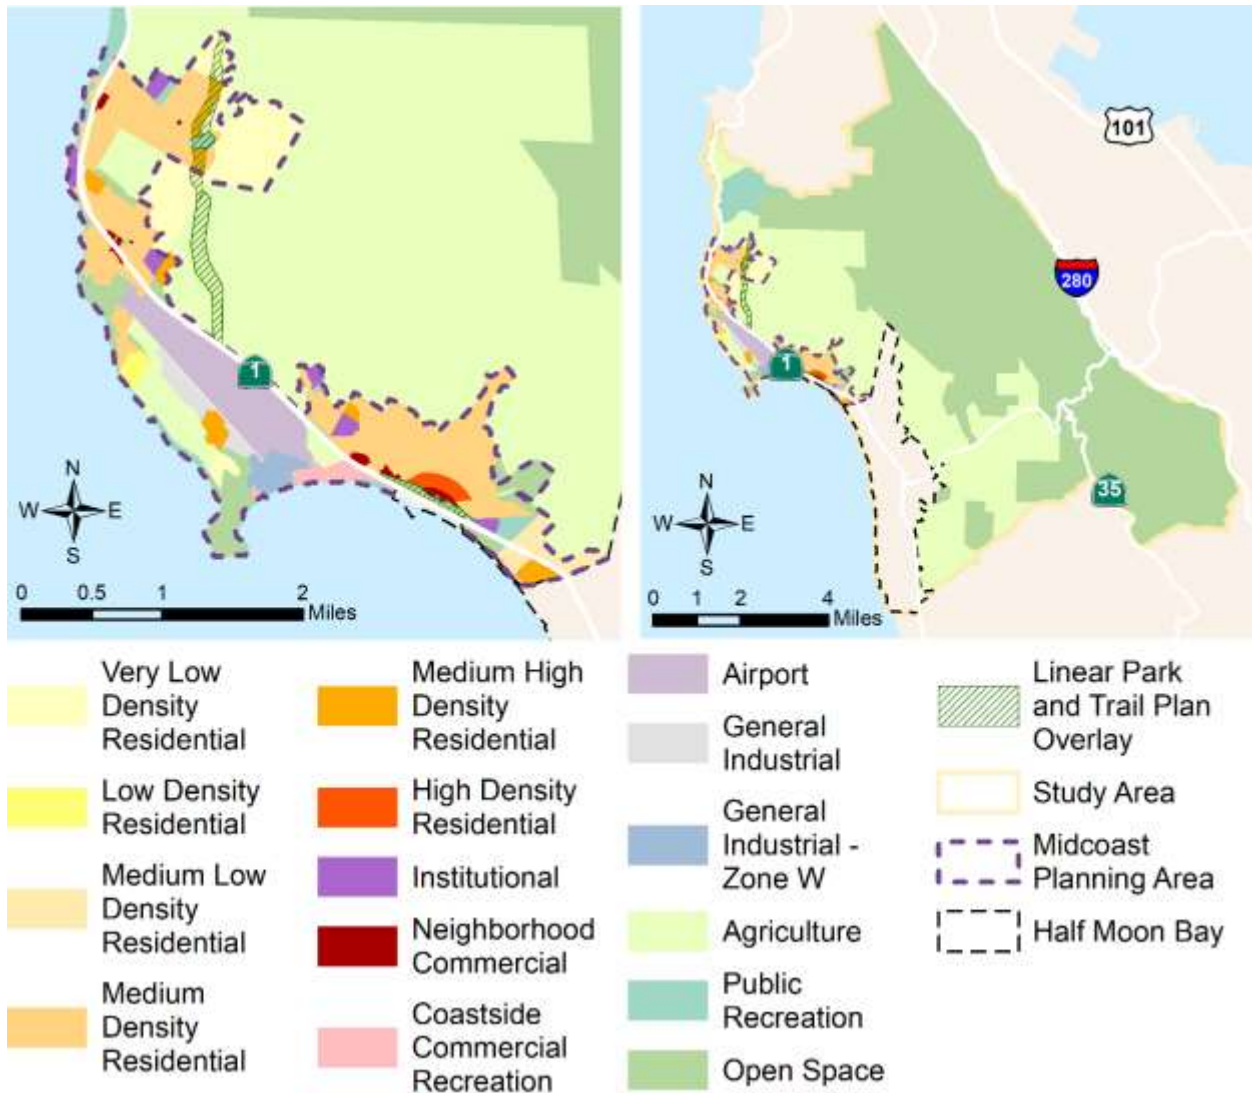 1
N
W E
S
0 0.5 1 2
Miles
101
280
1
35
N
W E
S
0 1 2 4
Miles
Very Low
Density
Residential
Low Density
Residential
Medium Low
Density
Residential
Medium
Density
Residential
Medium High
Density
Residential
High Density
Residential
Institutional
Neighborhood
Commercial
Coastside
Commercial
Recreation
Airport
General
Industrial
General
Industrial -
Zone W
Agriculture
Public
Recreation
Open Space
Linear Park
and Trail Plan
Overlay
Study Area
Midcoast
Planning Area
Half Moon Bay